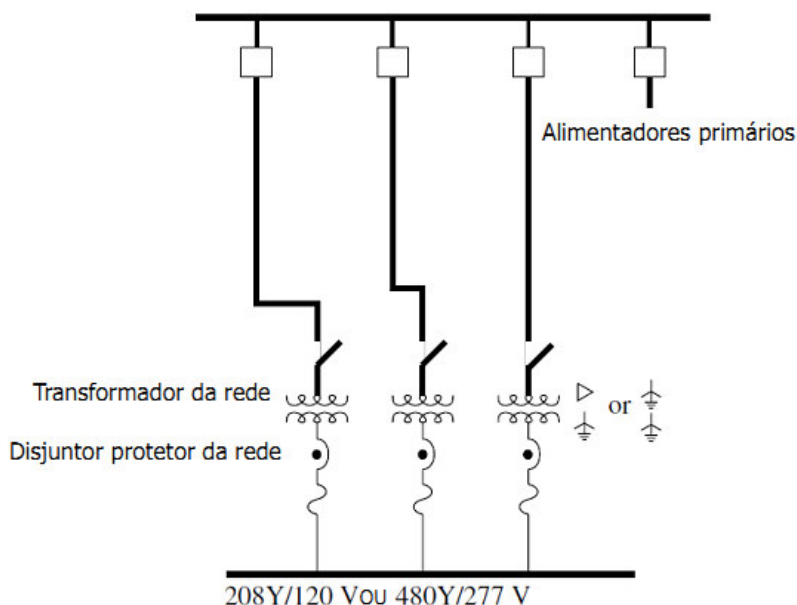 Alimentadores primários
Transformador da rede
or
Disjuntor protetor da rede
208Y/120 Vou 480Y/277 V